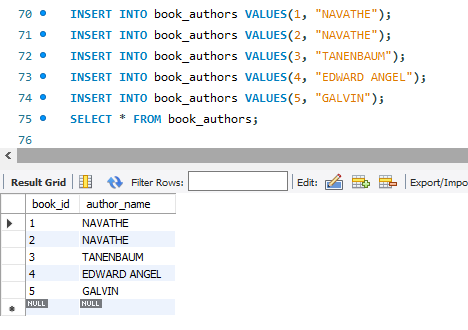 70 INSERT INTO book_authors VALUES(1, "NAVATHE");
71 INSERT INTO book_authors VALUES(2, "NAVATHE");
72 INSERT INTO book_authors VALUES(3, "TANENBAUM");
73 INSERT INTO book_authors VALUES(4, "EDWARD ANGEL");
74 INSERT INTO book_authors VALUES(5, "GALVIN");
75 SELECT * FROM book_authors;
76
Result Grid Filter Rows: Edit: Export/Impo
book_id author_name
1 NAVATHE
2 NAVATHE
3 TANENBAUM
4 EDWARD ANGEL
5 GALVIN
* NULL NULL